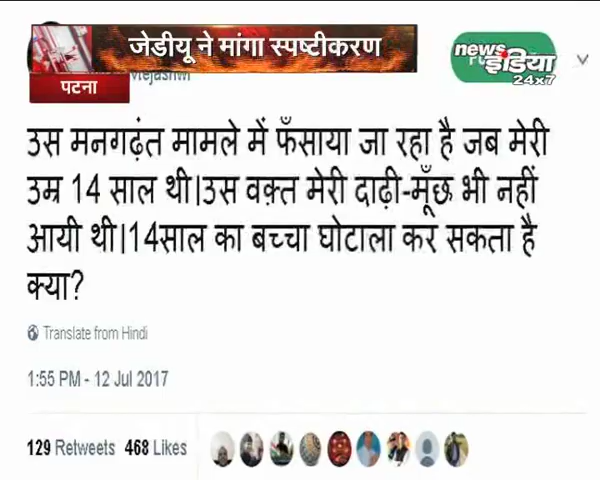 जेडीयू ने मांगा स्पष्टीकरण
पटना
news
इंडिया
24x7
उस मनगढ़ंत मामले में फँसाया जा रहा है जब मेरी
उम्र 14 साल थी।उस वक़्त मेरी दाढ़ी-मूँछ भी नहीं
आयी थी।14साल का बच्चा घोटाला कर सकता है
क्या?
Translate from Hindi
1:55 PM - 12 Jul 2017
129 Retweets 468 Likes